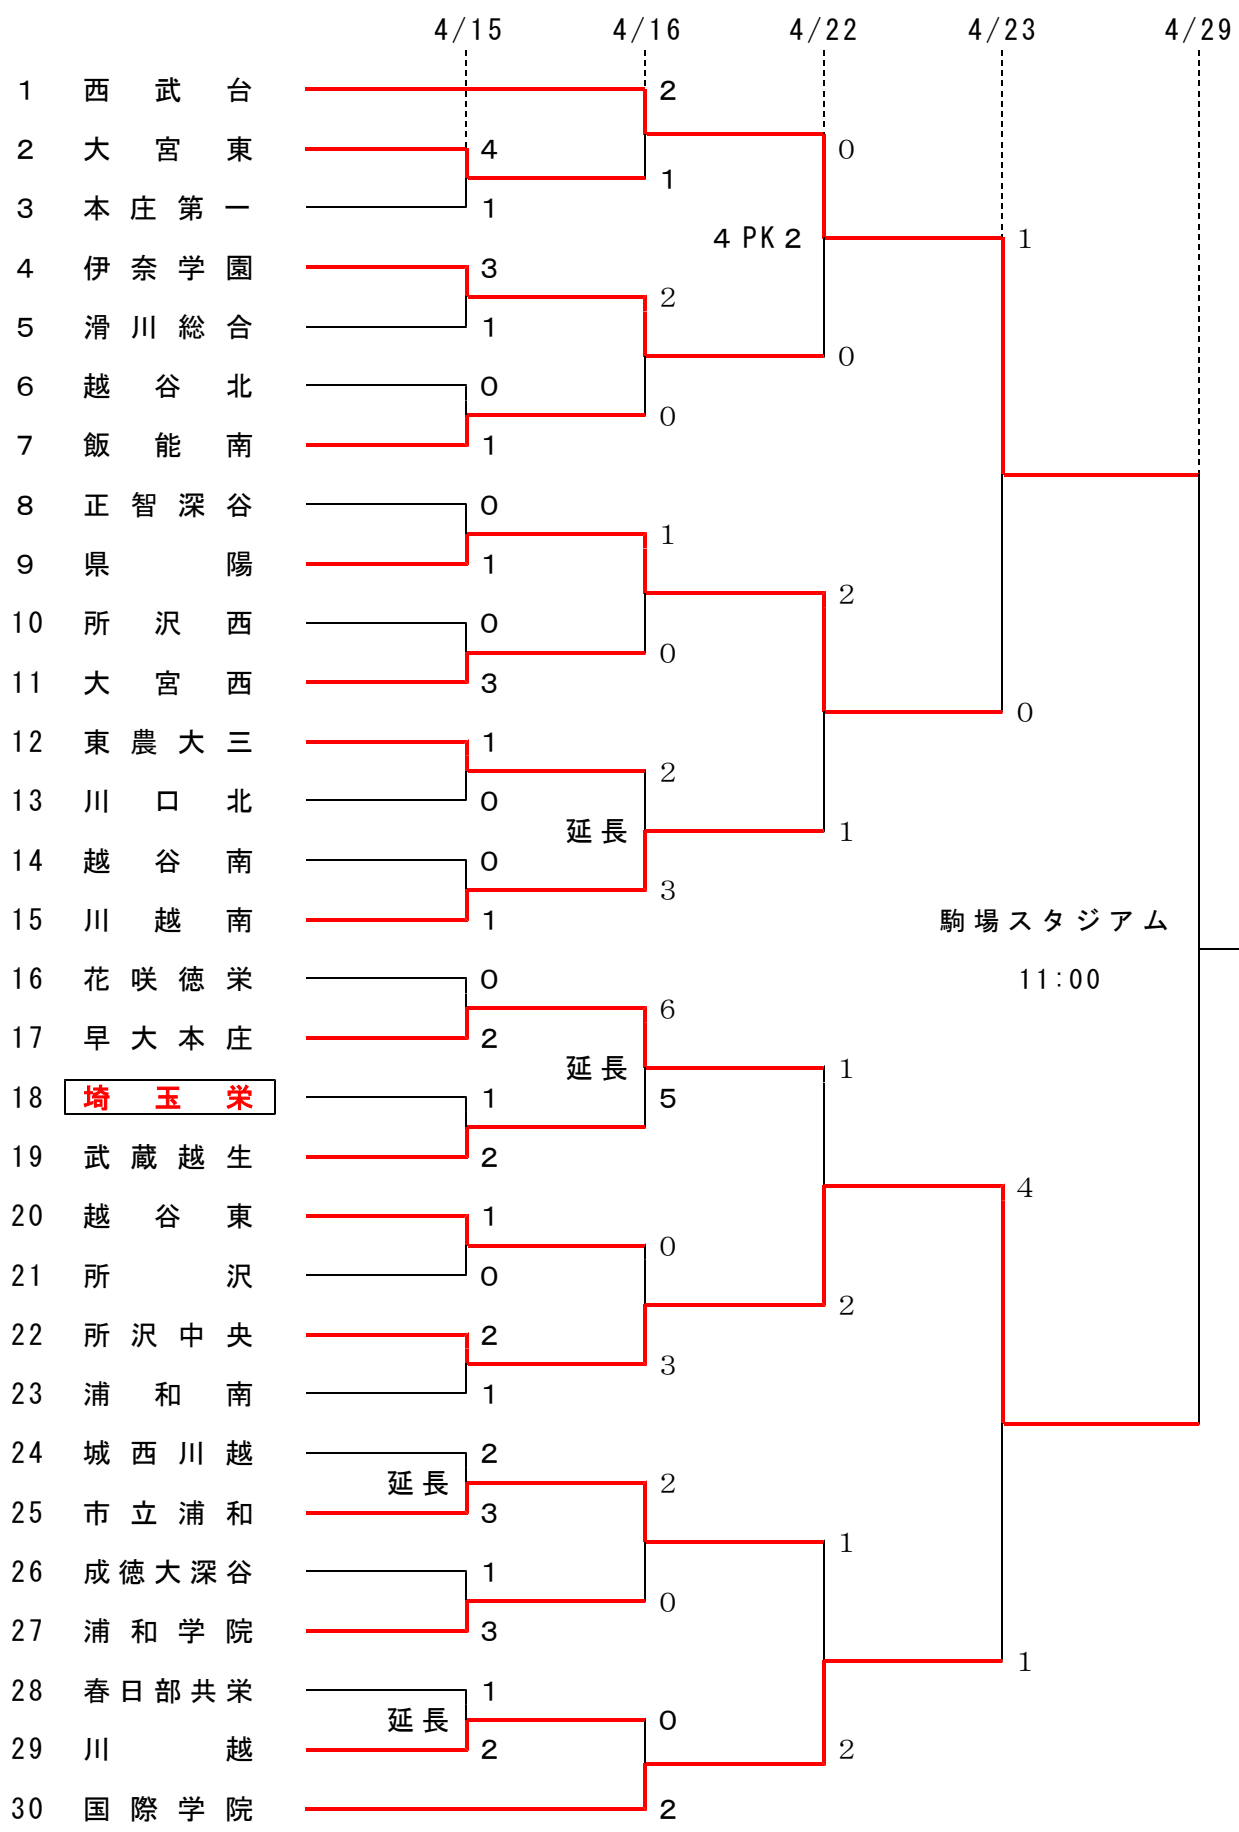 4/15 4/16 4/22 4/23 4/29
1 西武台 2
2 大宮東 4 0
1
3 本庄第一 1
4 PK 2 1
4 伊奈学園 3
2
5 滑川総合 1
0
6 越谷北 0
0
7 飯能南 1
8 正智深谷 0
1
9 県陽 1
2
10 所沢西 0
0
11 大宮西 3
0
12 東農大三 1
2
13 川口北 0
延長 1
14 越谷南 0
3
15 川越南 1 駒場スタジアム
16 花咲徳栄 0 11:00
6
17 早大本庄 2
延長 1
18 埼玉栄 1 5
19 武蔵越生 2
4
20 越谷東 1
0
21 所沢 0
2
22 所沢中央 2
3
23 浦和南 1
24 城西川越 2
延長 2
25 市立浦和 3
1
26 成徳大深谷 1
0
27 浦和学院 3
1
28 春日部共栄 1
延長 0
29 川越 2 2
30 国際学院 2